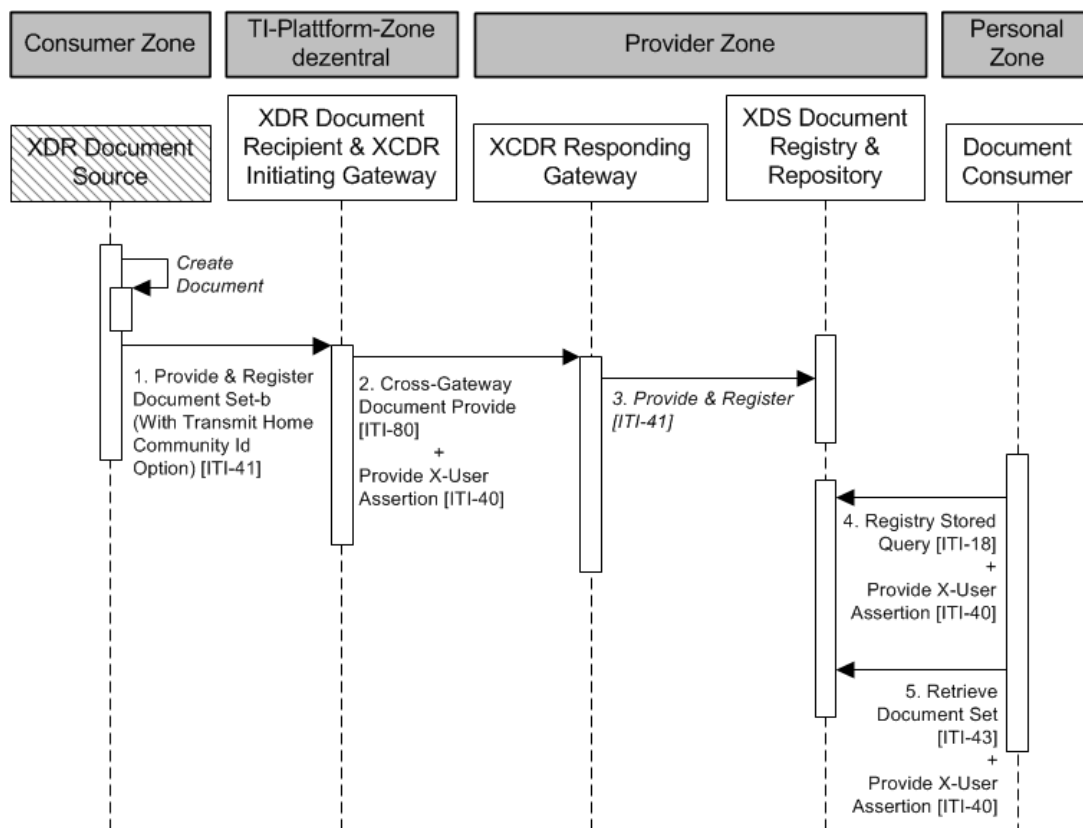 Consumer Zone
TI-Plattform-Zone
dezentral
Provider Zone
Personal
Zone
XDR Document
Source
XDR Document
Recipient & XCDR
Initiating Gateway
XCDR Responding
Gateway
XDS Document
Registry &
Repository
Document
Consumer
Create
Document
1. Provide & Register
Document Set-b
(With Transmit Home
Community Id
Option) [ITI-41]
2. Cross-Gateway
Document Provide
[ITI-80]
+
Provide X-User
Assertion [ITI-40]
3. Provide & Register
[ITI-41]
4. Registry Stored
Query [ITI-18]
+
Provide X-User
Assertion [ITI-40]
5. Retrieve
Document Set
[ITI-43]
+
Provide X-User
Assertion [ITI-40]